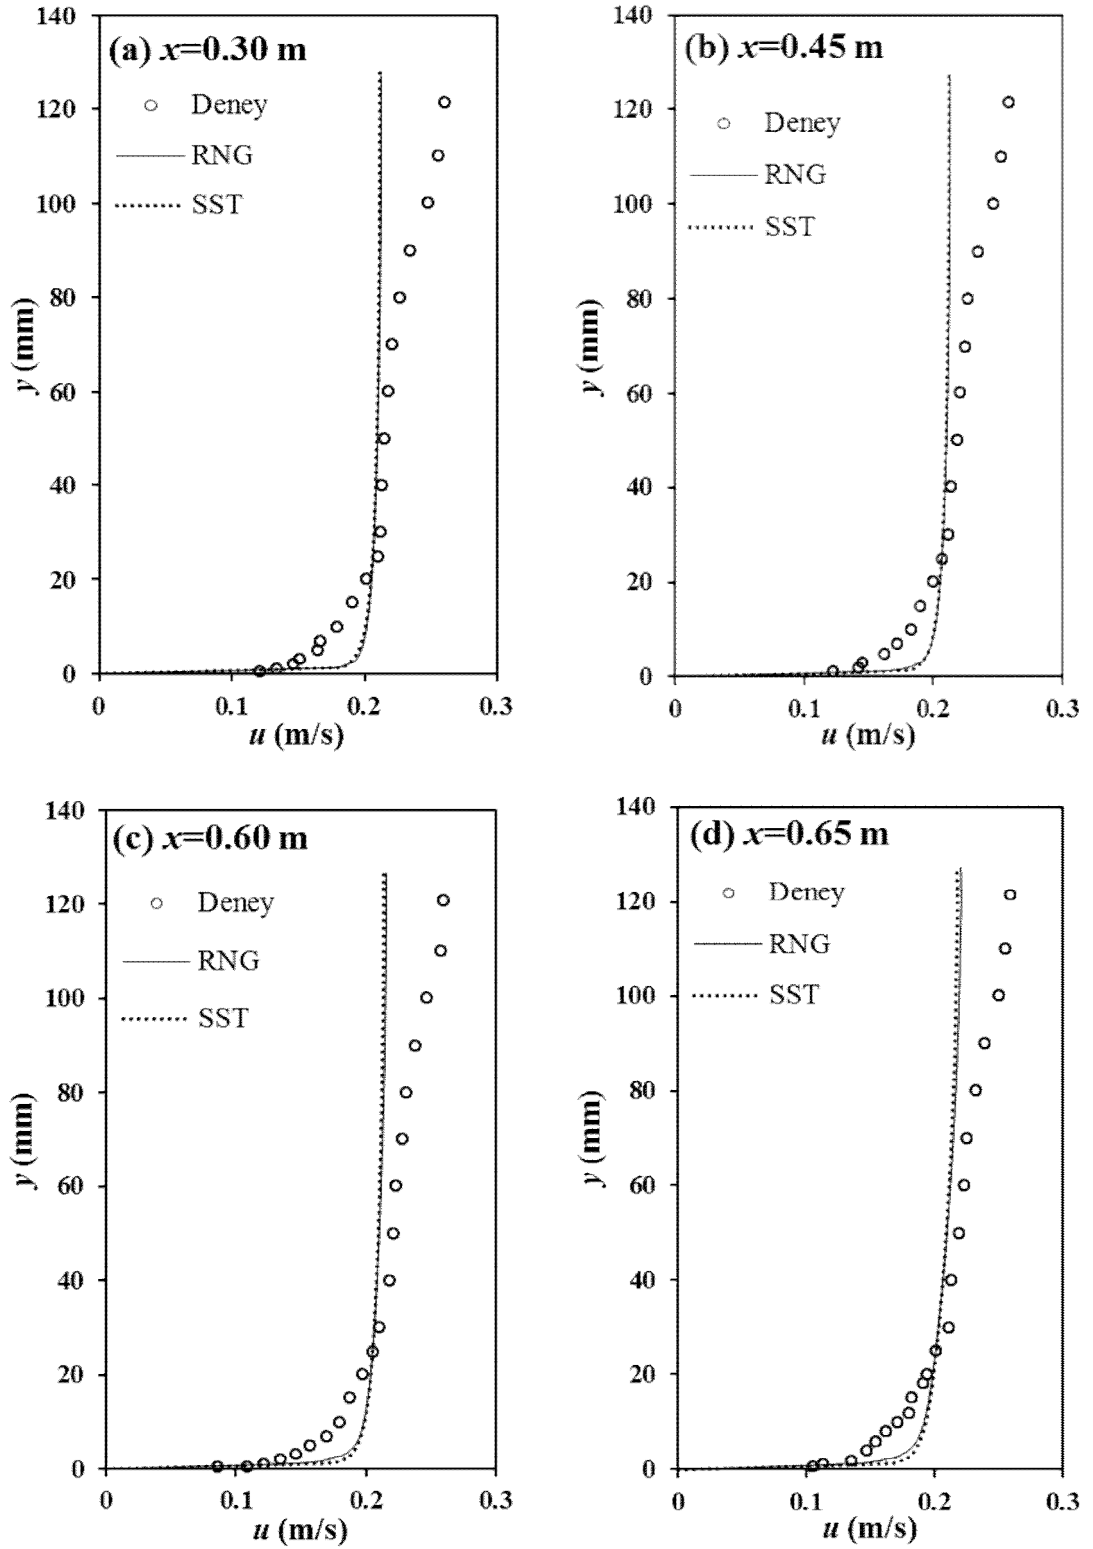 (a) x=0.30 m
Deney
RNG
SST
140
120
100
80
60
40
20
0
y (mm)
0 0.1 0.2 0.3
u (m/s)
(b) x=0.45 m
Deney
RNG
SST
140
120
100
80
60
40
20
0
y (mm)
0 0.1 0.2 0.3
u (m/s)
(c) x=0.60 m
Deney
RNG
SST
140
120
100
80
60
40
20
0
y (mm)
0 0.1 0.2 0.3
u (m/s)
(d) x=0.65 m
Deney
RNG
SST
140
120
100
80
60
40
20
0
y (mm)
0 0.1 0.2 0.3
u (m/s)